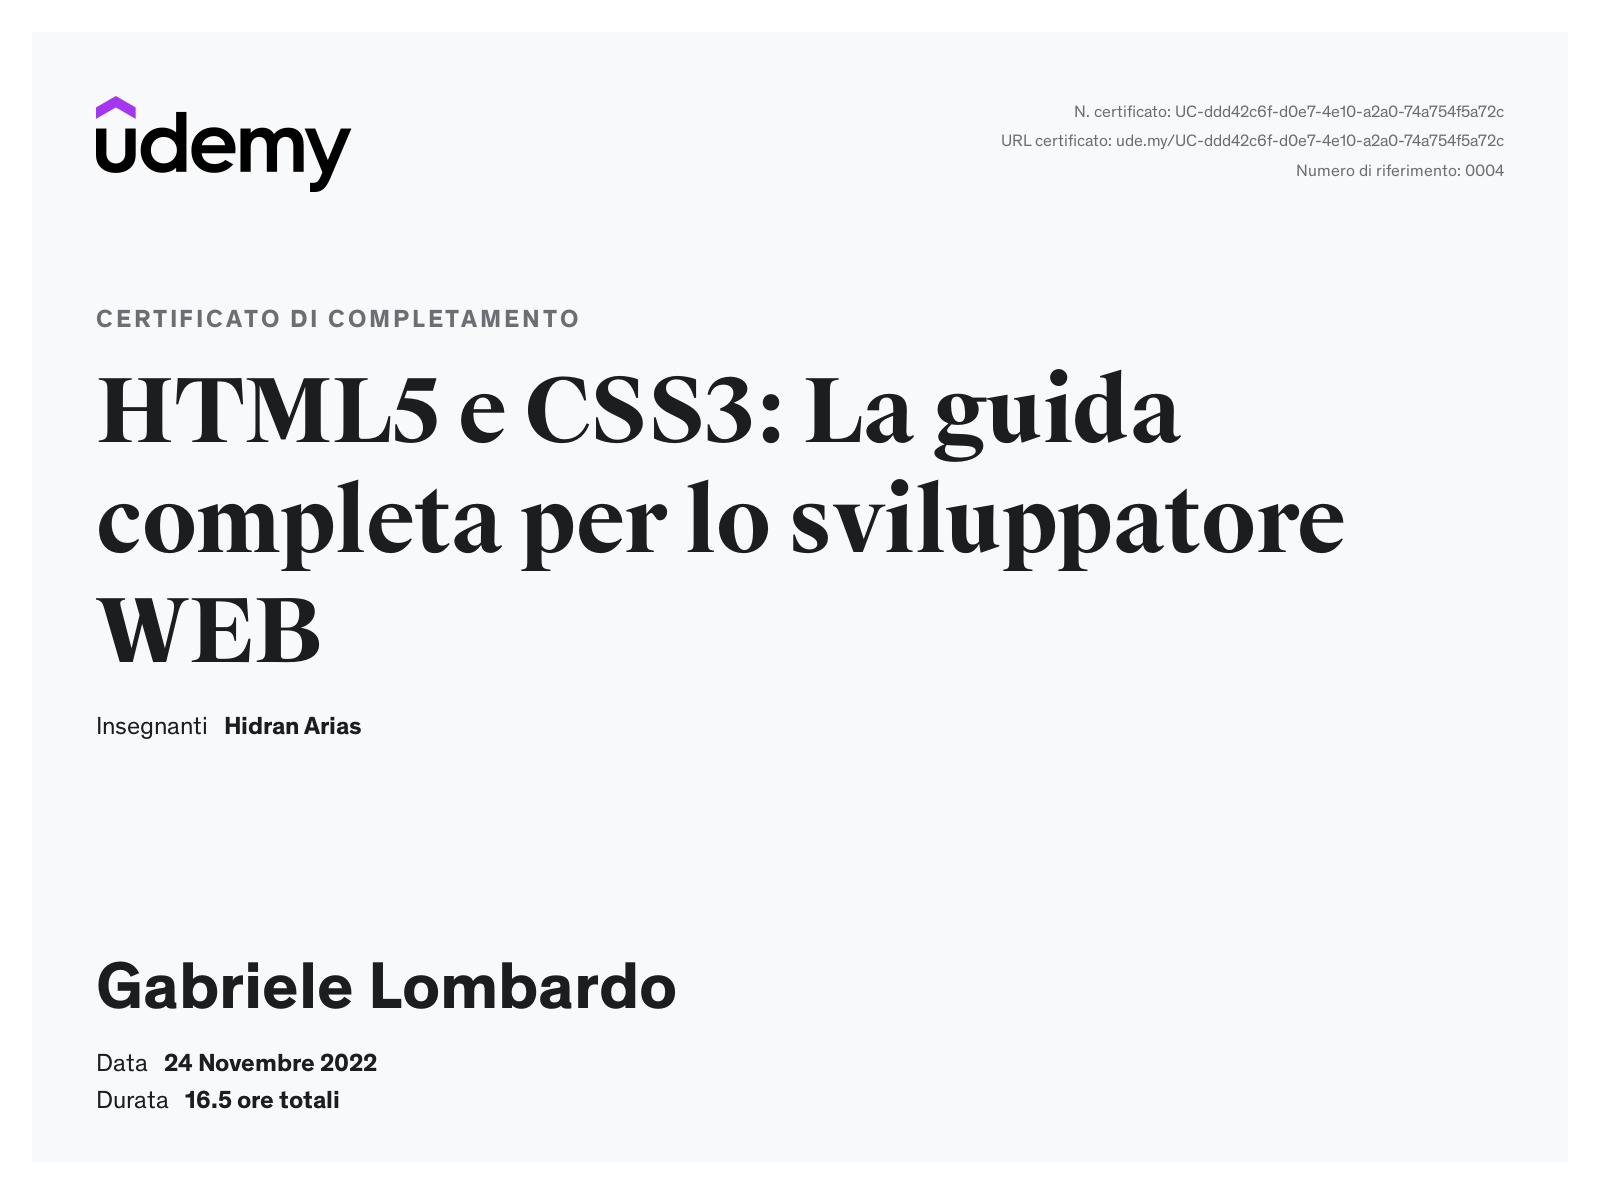 udemy
N. certificato: UC-ddd42c6f-d0e7-4e10-a2a0-74a754f5a72c
URL certificato: ude.my/UC-ddd42c6f-d0e7-4e10-a2a0-74a754f5a72c
Numero di riferimento: 0004
CERTIFICATO DI COMPLETAMENTO
HTML5 e CSS3: La guida
completa per lo sviluppatore
WEB
Insegnanti Hidran Arias
Gabriele Lombardo
Data 24 Novembre 2022
Durata 16.5 ore totali